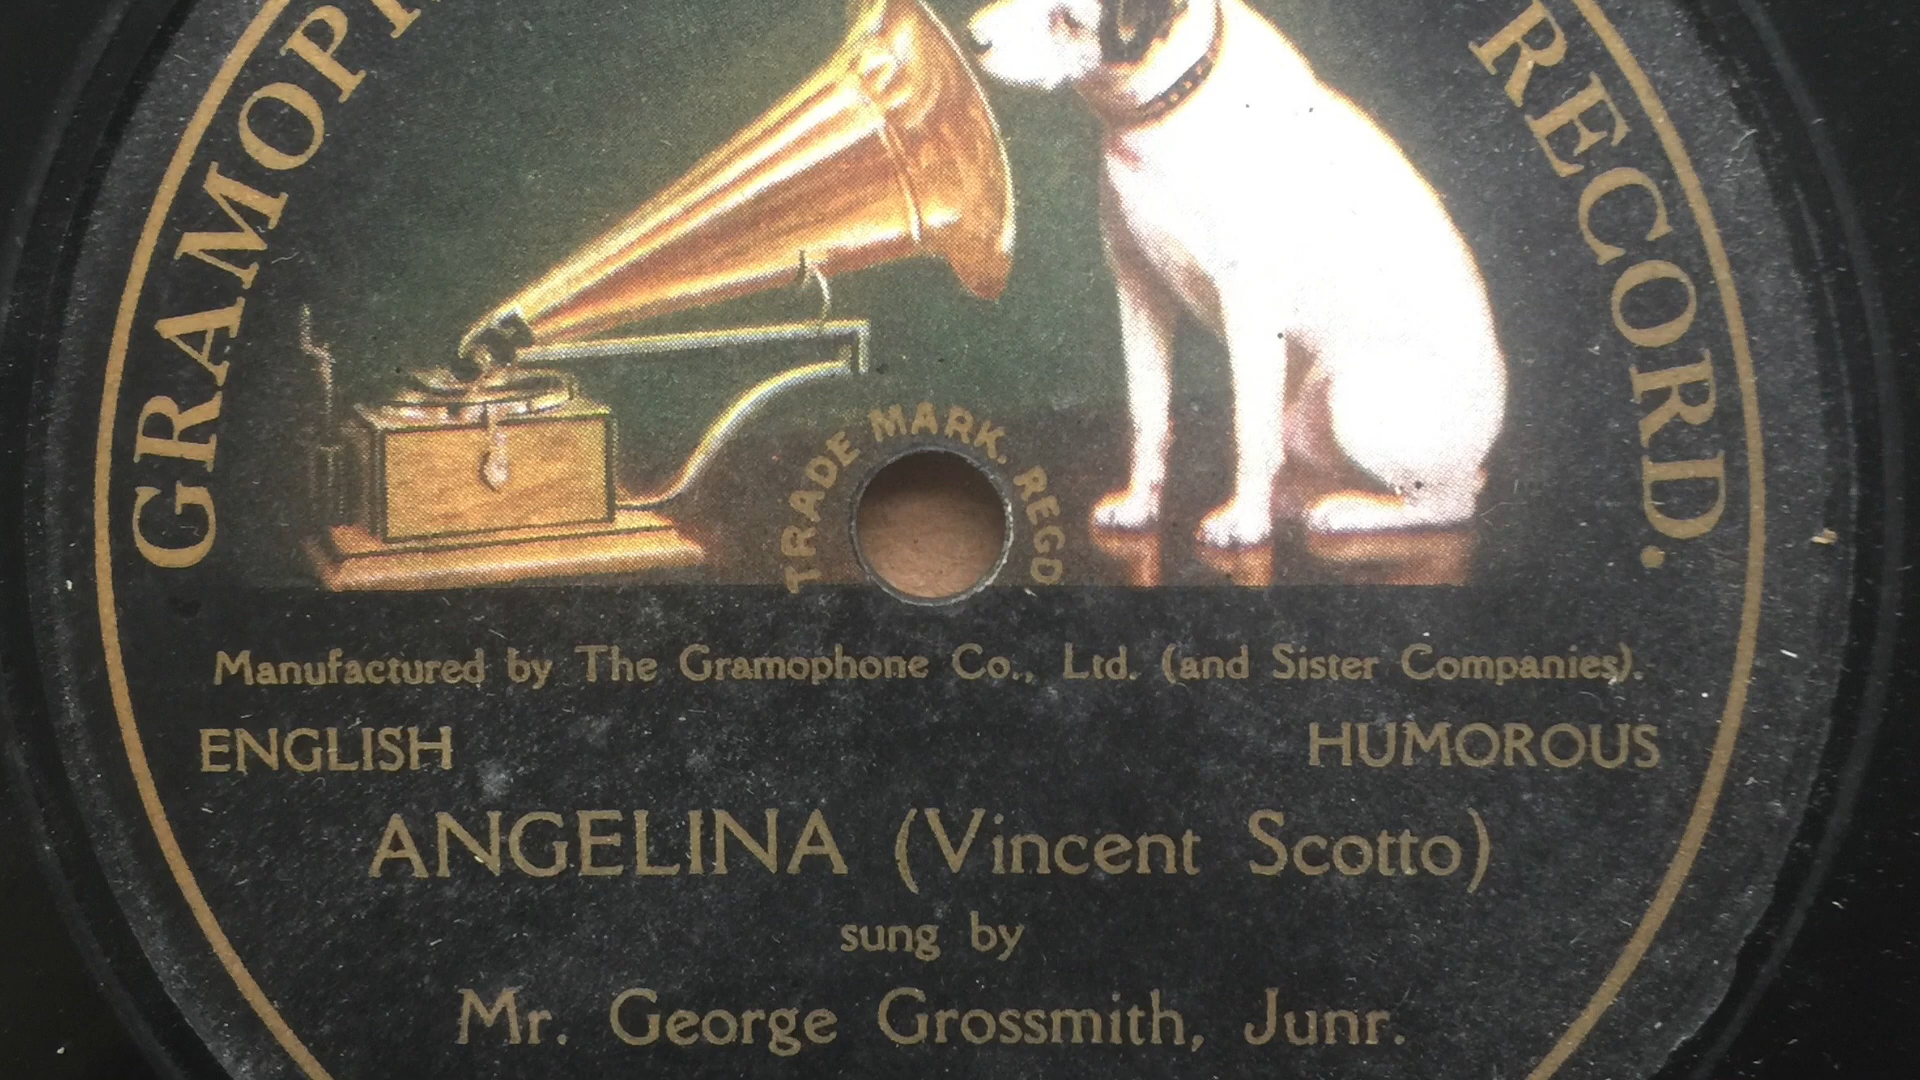 RECORD.
TRADE MARK. REGD
Manufactured by The Gramophone Co., Ltd. (and Sister Companies).
ENGLISH HUMOROUS
ANGELINA (Vincent Scotto)
sung by
Mr. George Grossmith, Junr.